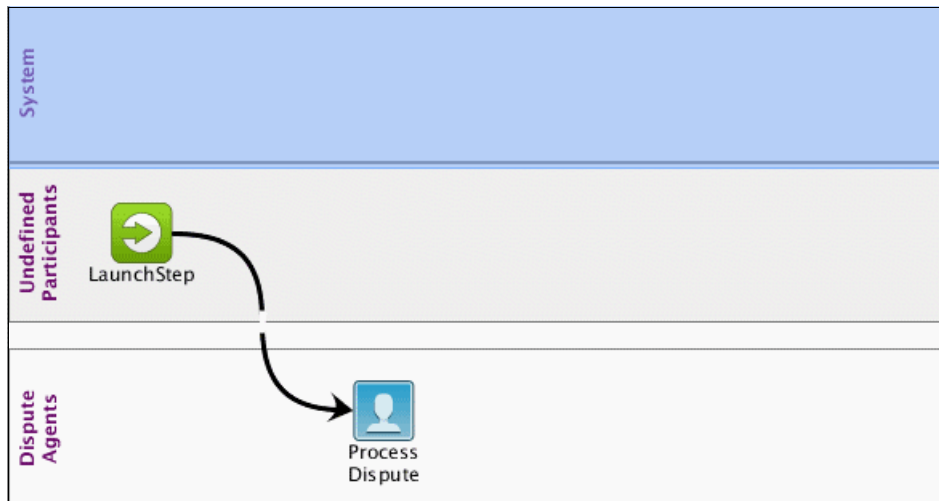 System
Undefined
Participants
LaunchStep
Dispute
Agents
Process
Dispute